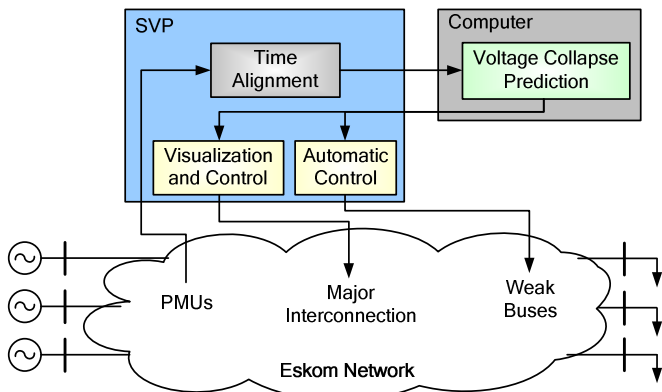 SVP
Computer
Time
Alignment
Voltage Collapse
Prediction
Visualization
and Control
Automatic
Control
PMUs
Major
Interconnection
Weak
Buses
Eskom Network